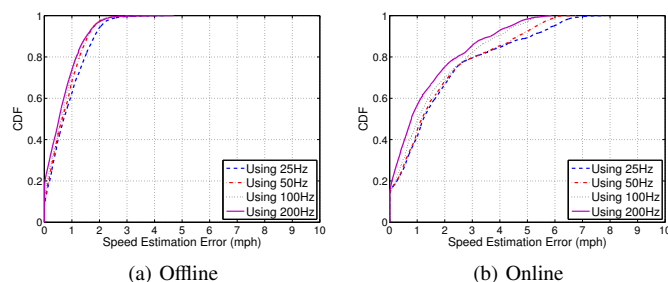 1
0.8
0.6
0.4
0.2
0
CDF
0 1 2 3 4 5 6 7 8 9 10
Speed Estimation Error (mph)
Using 25Hz
Using 50Hz
Using 100Hz
Using 200Hz
(a) Offline
1
0.8
0.6
0.4
0.2
0
CDF
0 1 2 3 4 5 6 7 8 9 10
Speed Estimation Error (mph)
Using 25Hz
Using 50Hz
Using 100Hz
Using 200Hz
(b) Online